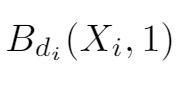 $B_{d_i}(X_i, 1)$